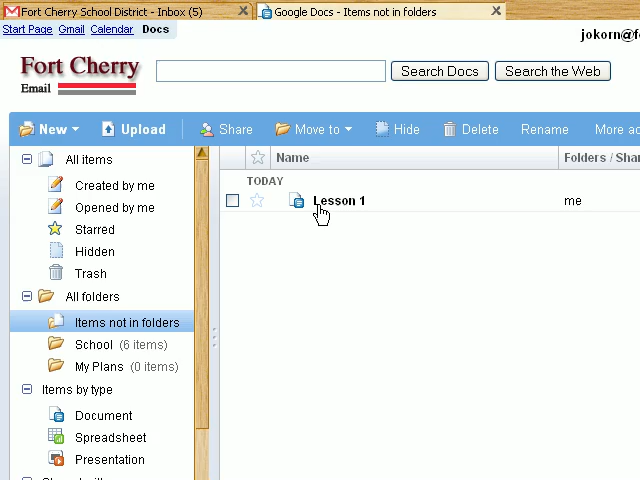 Fort Cherry School District - Inbox (5)
Google Docs - Items not in folders
Start Page Gmail Calendar Docs
jokorn@f
Fort Cherry
Email
Search Docs Search the Web
New Upload Share Move to Hide Delete Rename More ac
All items
Created by me
Opened by me
Starred
Hidden
Trash
All folders
Items not in folders
School (6 items)
My Plans (0 items)
Items by type
Document
Spreadsheet
Presentation
Name Folders / Shar
TODAY
Lesson 1 me